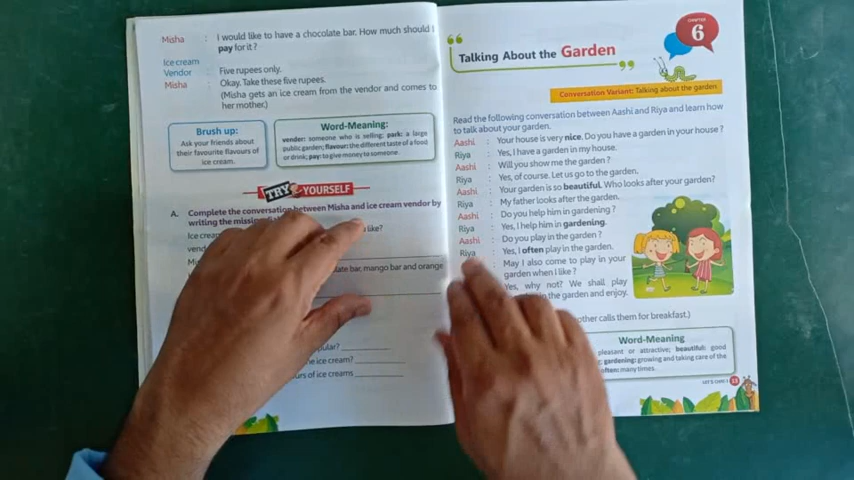 Misha : I would like to have a chocolate bar. How much should I
pay for it?
Ice cream
Vendor : Five rupees only.
Misha : Okay. Take these five rupees.
(Misha gets an ice cream from the vendor and comes to
her mother.)
Brush up:
Ask your friends about
their favourite flavours of
ice cream.
Word-Meaning:
vender: someone who is selling; park: a large
public garden; flavour: the different taste of a food
or drink; pay: to give money to someone.
TRY YOURSELF
A. Complete the conversation between Misha and ice cream vendor by
writing the missing
Ice cream like?
vend
late bar, mango bar and orange
pular?
he ice cream?
urs of ice creams
CHAPTER
6
Talking About the Garden
Conversation Variant: Talking about the garden
Read the following conversation between Aashi and Riya and learn how
to talk about your garden.
Aashi : Your house is very nice. Do you have a garden in your house ?
Riya : Yes, I have a garden in my house.
Aashi : Will you show me the garden ?
Riya : Yes, of course. Let us go to the garden.
Aashi : Your garden is so beautiful. Who looks after your garden?
Riya : My father looks after the garden.
Aashi : Do you help him in gardening ?
Riya : Yes, I help him in gardening.
Aashi : Do you play in the garden ?
Riya : Yes, I often play in the garden.
: May I also come to play in your
garden when I like ?
Yes, why not? We shall play
in the garden and enjoy.
other calls them for breakfast.)
Word-Meaning
pleasant or attractive; beautiful: good
; gardening: growing and taking care of the
often: many times.